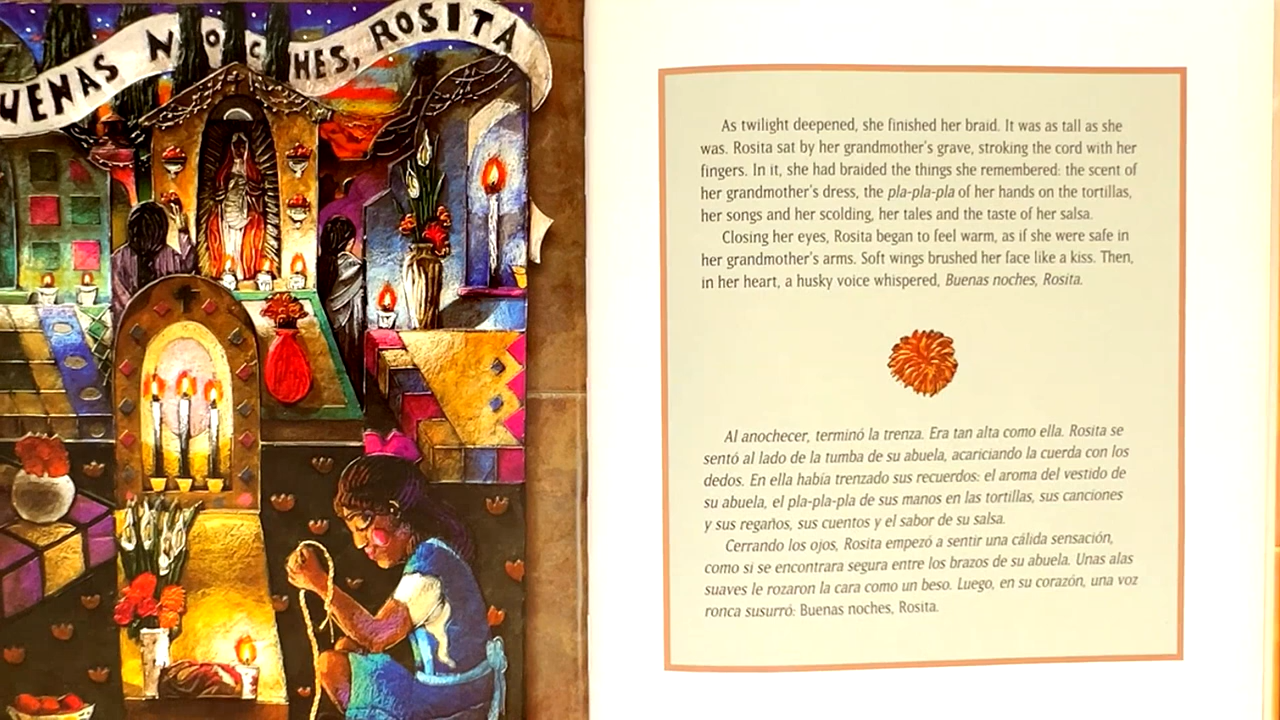 UENAS NOCHES, ROSITA
As twilight deepened, she finished her braid. It was as tall as she
was. Rosita sat by her grandmother's grave, stroking the cord with her
fingers. In it, she had braided the things she remembered: the scent of
her grandmother's dress, the pla-pla-pla of her hands on the tortillas,
her songs and her scolding, her tales and the taste of her salsa.
Closing her eyes, Rosita began to feel warm, as if she were safe in
her grandmother's arms. Soft wings brushed her face like a kiss. Then,
in her heart, a husky voice whispered, Buenas noches, Rosita.
Al anochecer, terminó la trenza. Era tan alta como ella. Rosita se
sentó al lado de la tumba de su abuela, acariciando la cuerda con los
dedos. En ella había trenzado sus recuerdos: el aroma del vestido de
su abuela, el pla-pla-pla de sus manos en las tortillas, sus canciones
y sus regaños, sus cuentos y el sabor de su salsa.
Cerrando los ojos, Rosita empezó a sentir una cálida sensación,
como si se encontrara segura entre los brazos de su abuela. Unas alas
suaves le rozaron la cara como un beso. Luego, en su corazón, una voz
ronca susurró: Buenas noches, Rosita.